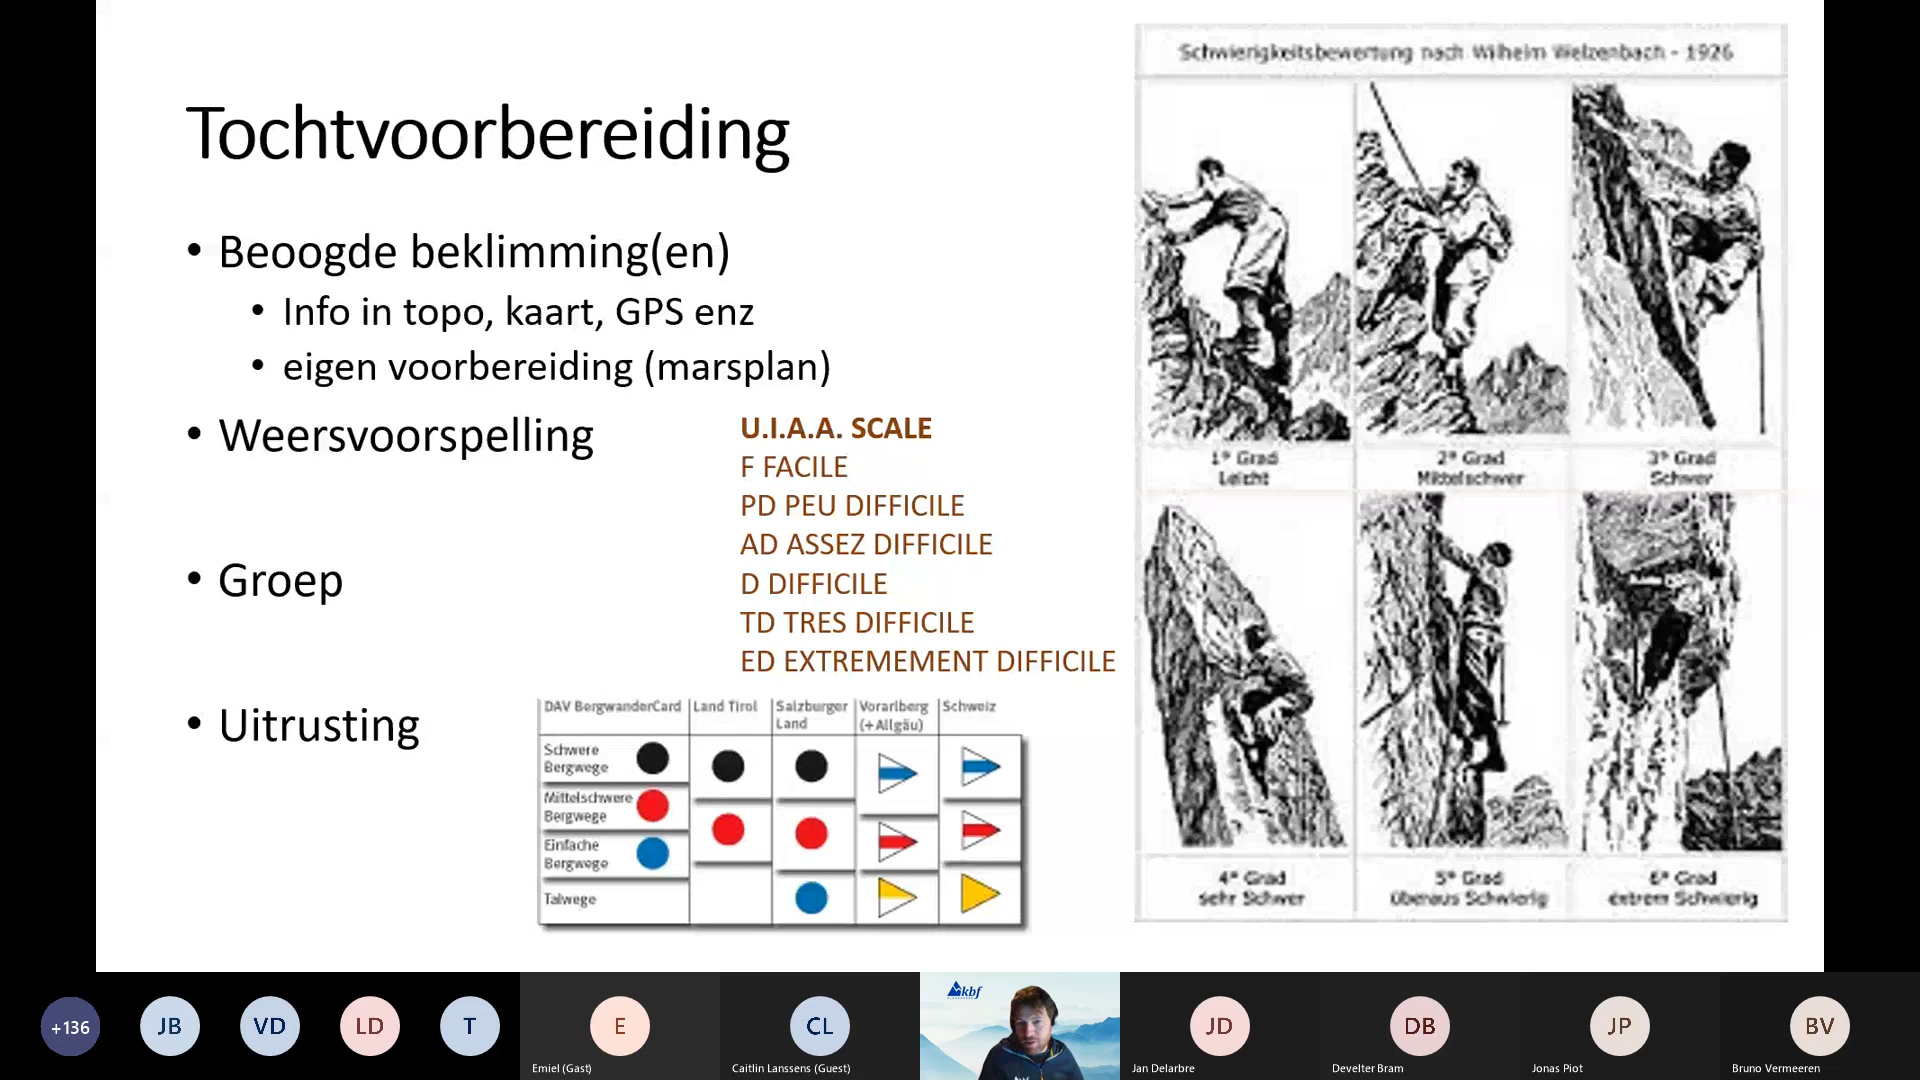 Tochtvoorbereiding
• Beoogde beklimming(en)
• Info in topo, kaart, GPS enz
• eigen voorbereiding (marsplan)
• Weersvoorspelling
• Groep
• Uitrusting
U.I.A.A. SCALE
F FACILE
PD PEU DIFFICILE
AD ASSEZ DIFFICILE
D DIFFICILE
TD TRES DIFFICILE
ED EXTREMEMENT DIFFICILE
DAV BergwanderCard Land Tirol Salzburger Land Vorarlberg (+Allgäu) Schweiz
Schwere
Bergwege
Mittelschwere
Bergwege
Einfache
Bergwege
Talwege
Schwierigkeitsbewertung nach Wilhelm Welzenbach - 1926
1° Grad
Leicht
2° Grad
Mittelschwer
3° Grad
Schwer
4° Grad
sehr Schwer
5° Grad
überaus Schwierig
6° Grad
extrem Schwierig
+136
JB
VD
LD
T
E
Emiel (Gast)
CL
Caitlin Lanssens (Guest)
kbf
JD
Jan Delarbre
DB
Develter Bram
JP
Jonas Piot
BV
Bruno Vermeeren